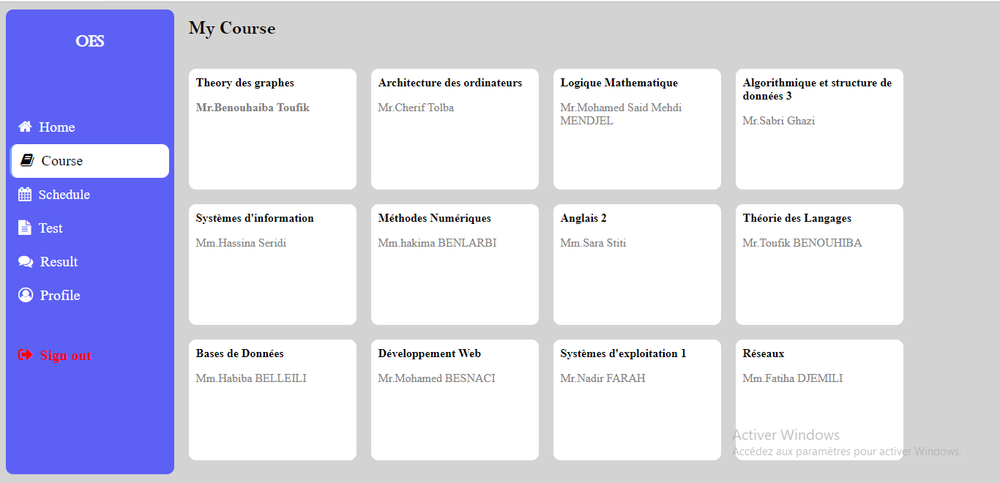 OES
Home
Course
Schedule
Test
Result
Profile
Sign out
My Course
Theory des graphes
Mr.Benouhaiba Toufik
Architecture des ordinateurs
Mr.Cherif Tolba
Logique Mathematique
Mr.Mohamed Said Mehdi
MENDJEL
Algorithmique et structure de
données 3
Mr.Sabri Ghazi
Systèmes d'information
Mm.Hassina Seridi
Méthodes Numériques
Mm.hakima BENLARBI
Anglais 2
Mm.Sara Stiti
Théorie des Langages
Mr.Toufik BENOUHIBA
Bases de Données
Mm.Habiba BELLEILI
Développement Web
Mr.Mohamed BESNACI
Systèmes d'exploitation 1
Mr.Nadir FARAH
Réseaux
Mm.Fatiha DJEMILI
Activer Windows
Accédez aux paramètres pour activer Windows.